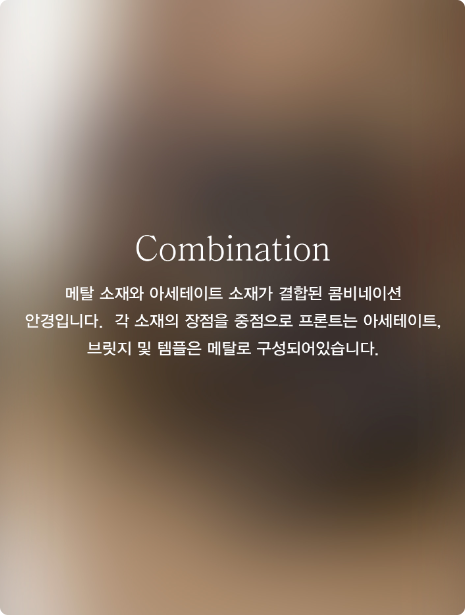 Combination
메탈 소재와 아세테이트 소재가 결합된 콤비네이션
안경입니다.  각 소재의 장점을 중점으로 프론트는 아세테이트,
브릿지 및 템플은 메탈로 구성되어있습니다.